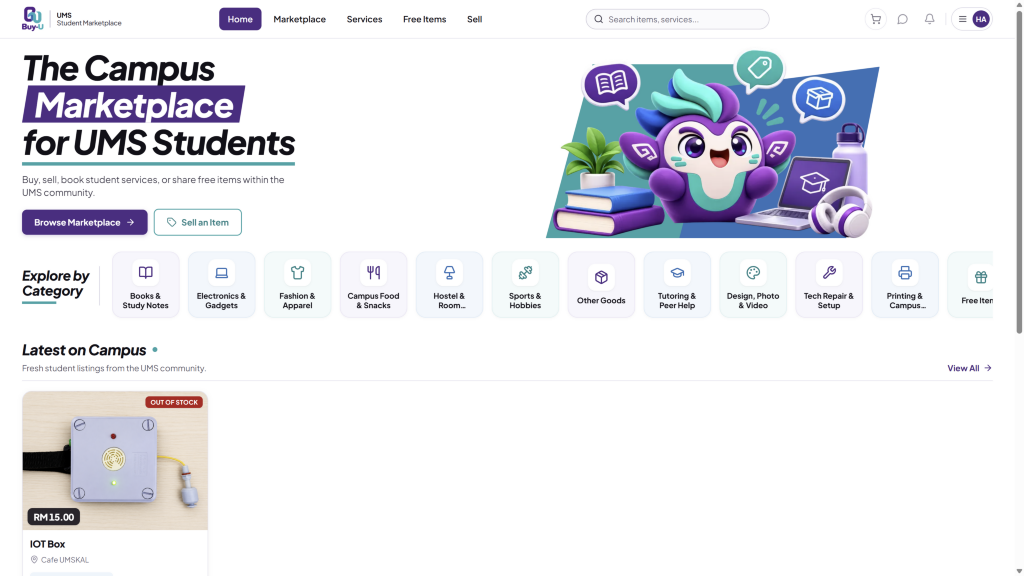 Buy-U
UMS
Student Marketplace
Home
Marketplace
Services
Free Items
Sell
Search items, services...
HA
The Campus
Marketplace
for UMS Students
Buy, sell, book student services, or share free items within the
UMS community.
Browse Marketplace
Sell an Item
Explore by
Category
Books &
Study Notes
Electronics &
Gadgets
Fashion &
Apparel
Campus Food
& Snacks
Hostel &
Room...
Sports &
Hobbies
Other Goods
Tutoring &
Peer Help
Design, Photo
& Video
Tech Repair &
Setup
Printing &
Campus...
Free Iten
Latest on Campus
Fresh student listings from the UMS community.
View All
OUT OF STOCK
RM 15.00
IOT Box
Cafe UMSKAL